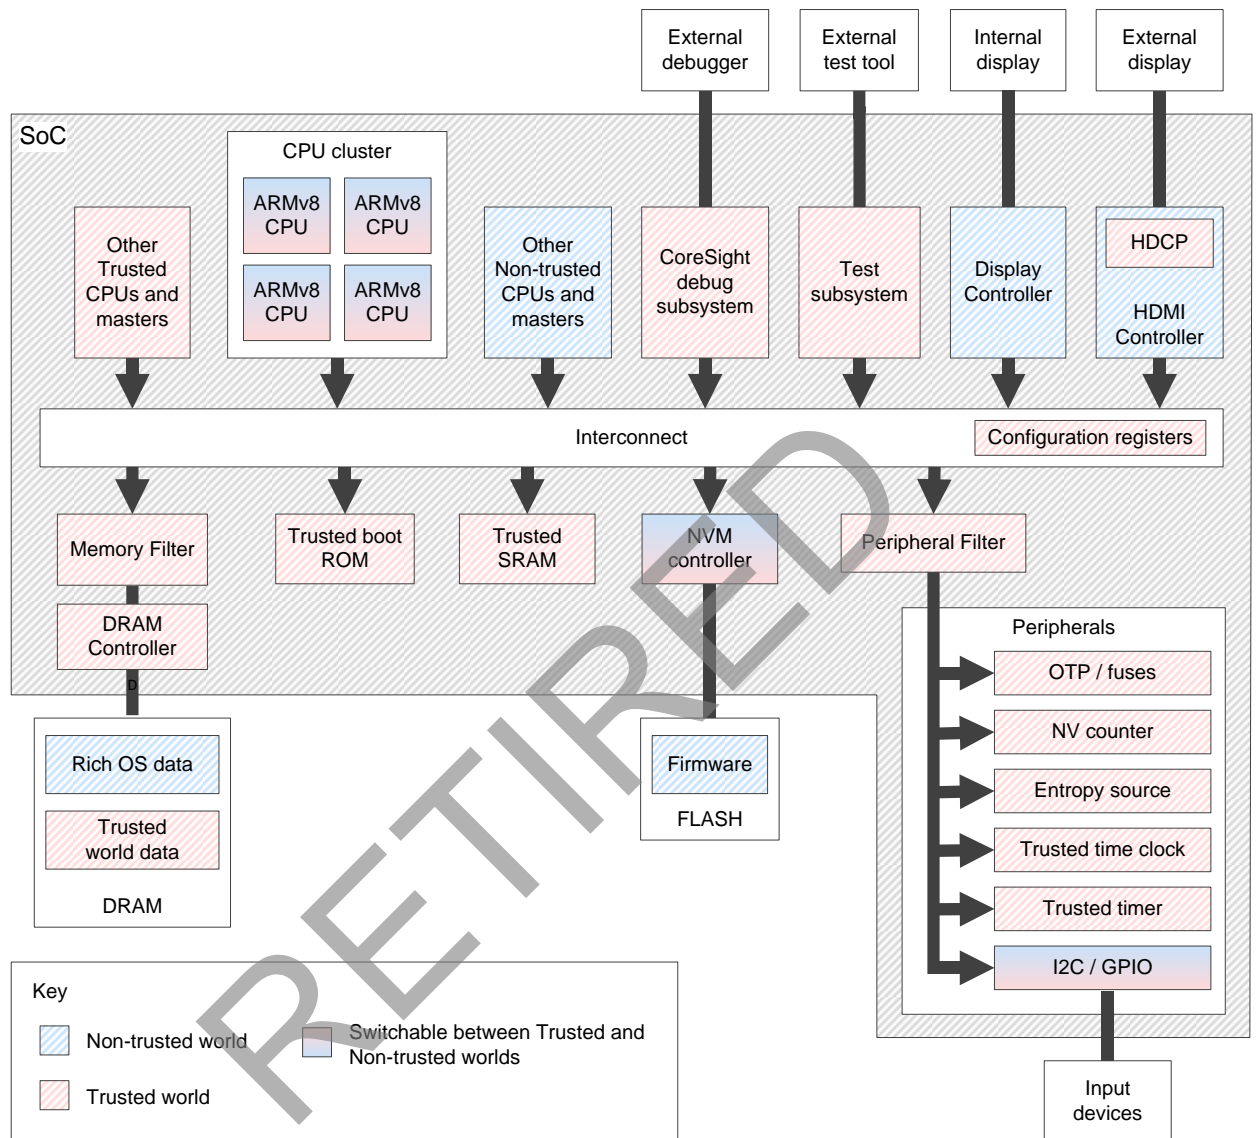 External
debugger
External
test tool
Internal
display
External
display
SoC
CPU cluster
ARMv8
CPU
ARMv8
CPU
ARMv8
CPU
ARMv8
CPU
Other
Trusted
CPUs and
masters
Other
Non-trusted
CPUs and
masters
CoreSight
debug
subsystem
Test
subsystem
Display
Controller
HDCP
HDMI
Controller
Interconnect
Configuration registers
Memory Filter
Trusted boot
ROM
Trusted
SRAM
NVM
controller
Peripheral Filter
DRAM
Controller
D
Rich OS data
Trusted
world data
DRAM
Firmware
FLASH
Peripherals
OTP / fuses
NV counter
Entropy source
Trusted time clock
Trusted timer
I2C / GPIO
Input
devices
Key
Non-trusted world
Trusted world
Switchable between Trusted and
Non-trusted worlds
RETIRED